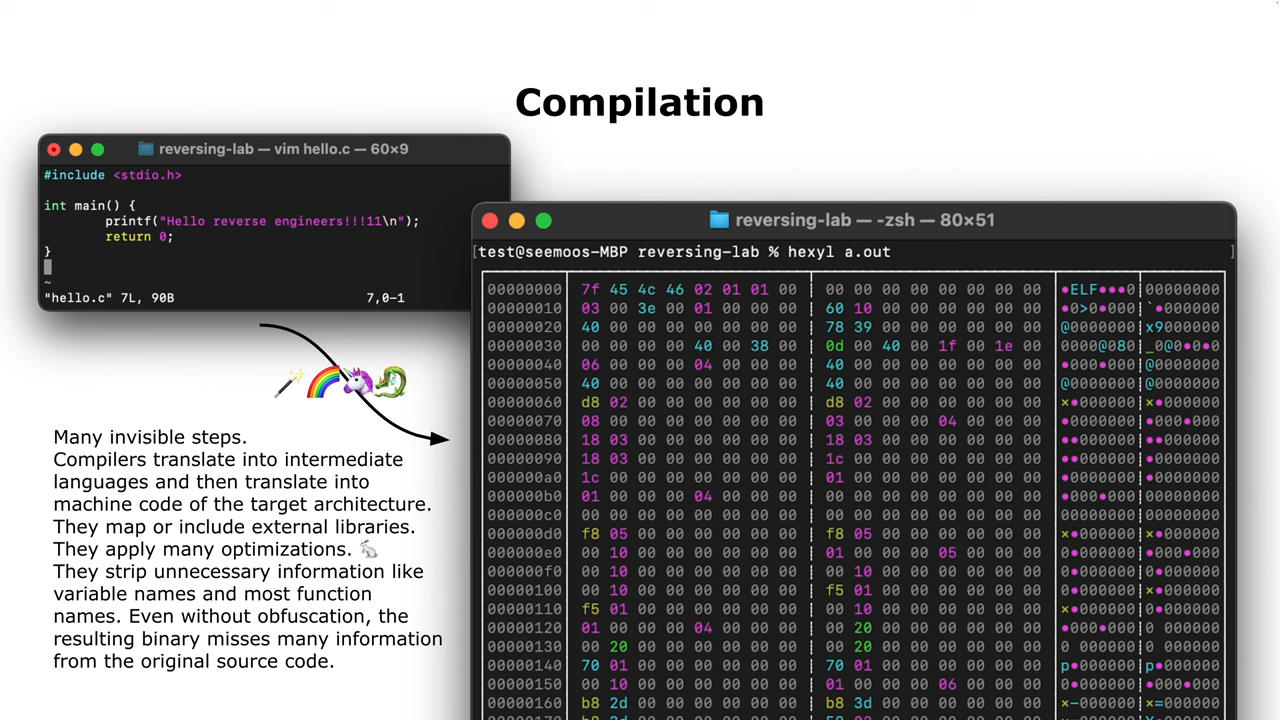 Compilation
reversing-lab — vim hello.c — 60×9
#include <stdio.h>
int main() {
printf("Hello reverse engineers!!!11\n");
return 0;
}
~
"hello.c" 7L, 90B 7,0-1
Many invisible steps.
Compilers translate into intermediate
languages and then translate into
machine code of the target architecture.
They map or include external libraries.
They apply many optimizations. 🐇
They strip unnecessary information like
variable names and most function
names. Even without obfuscation, the
resulting binary misses many information
from the original source code.
reversing-lab — -zsh — 80×51
[test@seemoos-MBP reversing-lab % hexyl a.out ]
00000000 7f 45 4c 46 02 01 01 00 00 00 00 00 00 00 00 00 •ELF•••0 00000000
00000010 03 00 3e 00 01 00 00 00 60 10 00 00 00 00 00 00 •0>0•000 `•000000
00000020 40 00 00 00 00 00 00 00 78 39 00 00 00 00 00 00 @0000000 x9000000
00000030 00 00 00 00 40 00 38 00 0d 00 40 00 1f 00 1e 00 0000@080 _0@0•0•0
00000040 06 00 00 00 04 00 00 00 40 00 00 00 00 00 00 00 •000•000 @0000000
00000050 40 00 00 00 00 00 00 00 40 00 00 00 00 00 00 00 @0000000 @0000000
00000060 d8 02 00 00 00 00 00 00 d8 02 00 00 00 00 00 00 ×•000000 ×•000000
00000070 08 00 00 00 00 00 00 00 03 00 00 00 04 00 00 00 •0000000 •000•000
00000080 18 03 00 00 00 00 00 00 18 03 00 00 00 00 00 00 ••000000 ••000000
00000090 18 03 00 00 00 00 00 00 1c 00 00 00 00 00 00 00 ••000000 •0000000
000000a0 1c 00 00 00 00 00 00 00 01 00 00 00 00 00 00 00 •0000000 •0000000
000000b0 01 00 00 00 04 00 00 00 00 00 00 00 00 00 00 00 •000•000 00000000
000000c0 00 00 00 00 00 00 00 00 00 00 00 00 00 00 00 00 00000000 00000000
000000d0 f8 05 00 00 00 00 00 00 f8 05 00 00 00 00 00 00 ×•000000 ×•000000
000000e0 00 10 00 00 00 00 00 00 01 00 00 00 05 00 00 00 0•000000 •000•000
000000f0 00 10 00 00 00 00 00 00 00 10 00 00 00 00 00 00 0•000000 0•000000
00000100 00 10 00 00 00 00 00 00 f5 01 00 00 00 00 00 00 0•000000 ×•000000
00000110 f5 01 00 00 00 00 00 00 00 10 00 00 00 00 00 00 ×•000000 0•000000
00000120 01 00 00 00 04 00 00 00 00 20 00 00 00 00 00 00 •000•000 0 000000
00000130 00 20 00 00 00 00 00 00 00 20 00 00 00 00 00 00 0 000000 0 000000
00000140 70 01 00 00 00 00 00 00 70 01 00 00 00 00 00 00 p•000000 p•000000
00000150 00 10 00 00 00 00 00 00 01 00 00 00 06 00 00 00 0•000000 •000•000
00000160 b8 2d 00 00 00 00 00 00 b8 3d 00 00 00 00 00 00 ×-000000 ×=000000